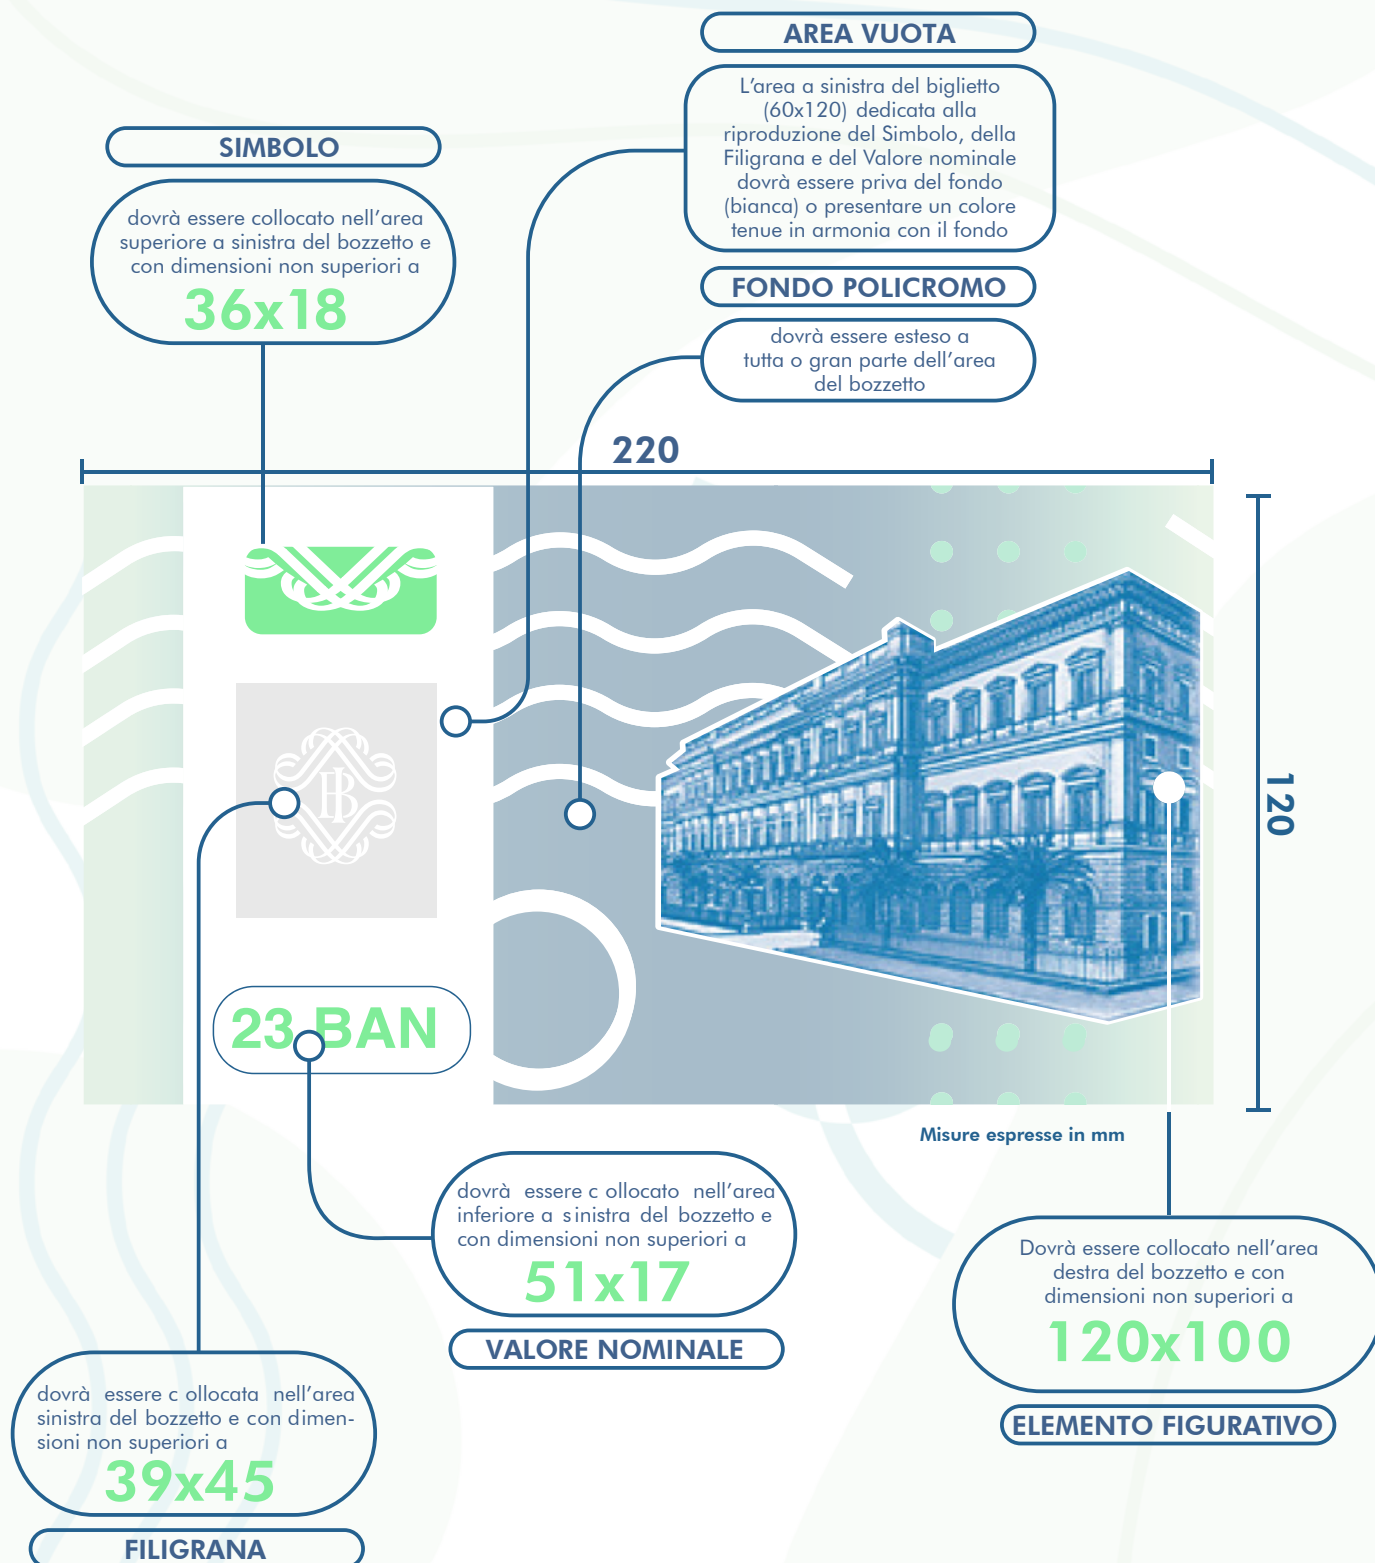 AREA VUOTA
L’area a sinistra del biglietto
(60x120) dedicata alla
riproduzione del Simbolo, della
Filigrana e del Valore nominale
dovrà essere priva del fondo
(bianca) o presentare un colore
tenue in armonia con il fondo
SIMBOLO
dovrà essere collocato nell’area
superiore a sinistra del bozzetto e
con dimensioni non superiori a
36x18
FONDO POLICROMO
dovrà essere esteso a
tutta o gran parte dell’area
del bozzetto
220
120
BI
23 BAN
Misure espresse in mm
dovrà essere c ollocato nell’area
inferiore a s inistra del bozzetto e
con dimensioni non superiori a
51x17
VALORE NOMINALE
Dovrà essere collocato nell’area
destra del bozzetto e con
dimensioni non superiori a
120x100
ELEMENTO FIGURATIVO
dovrà essere c ollocata nell’area
sinistra del bozzetto e con dimen-
sioni non superiori a
39x45
FILIGRANA